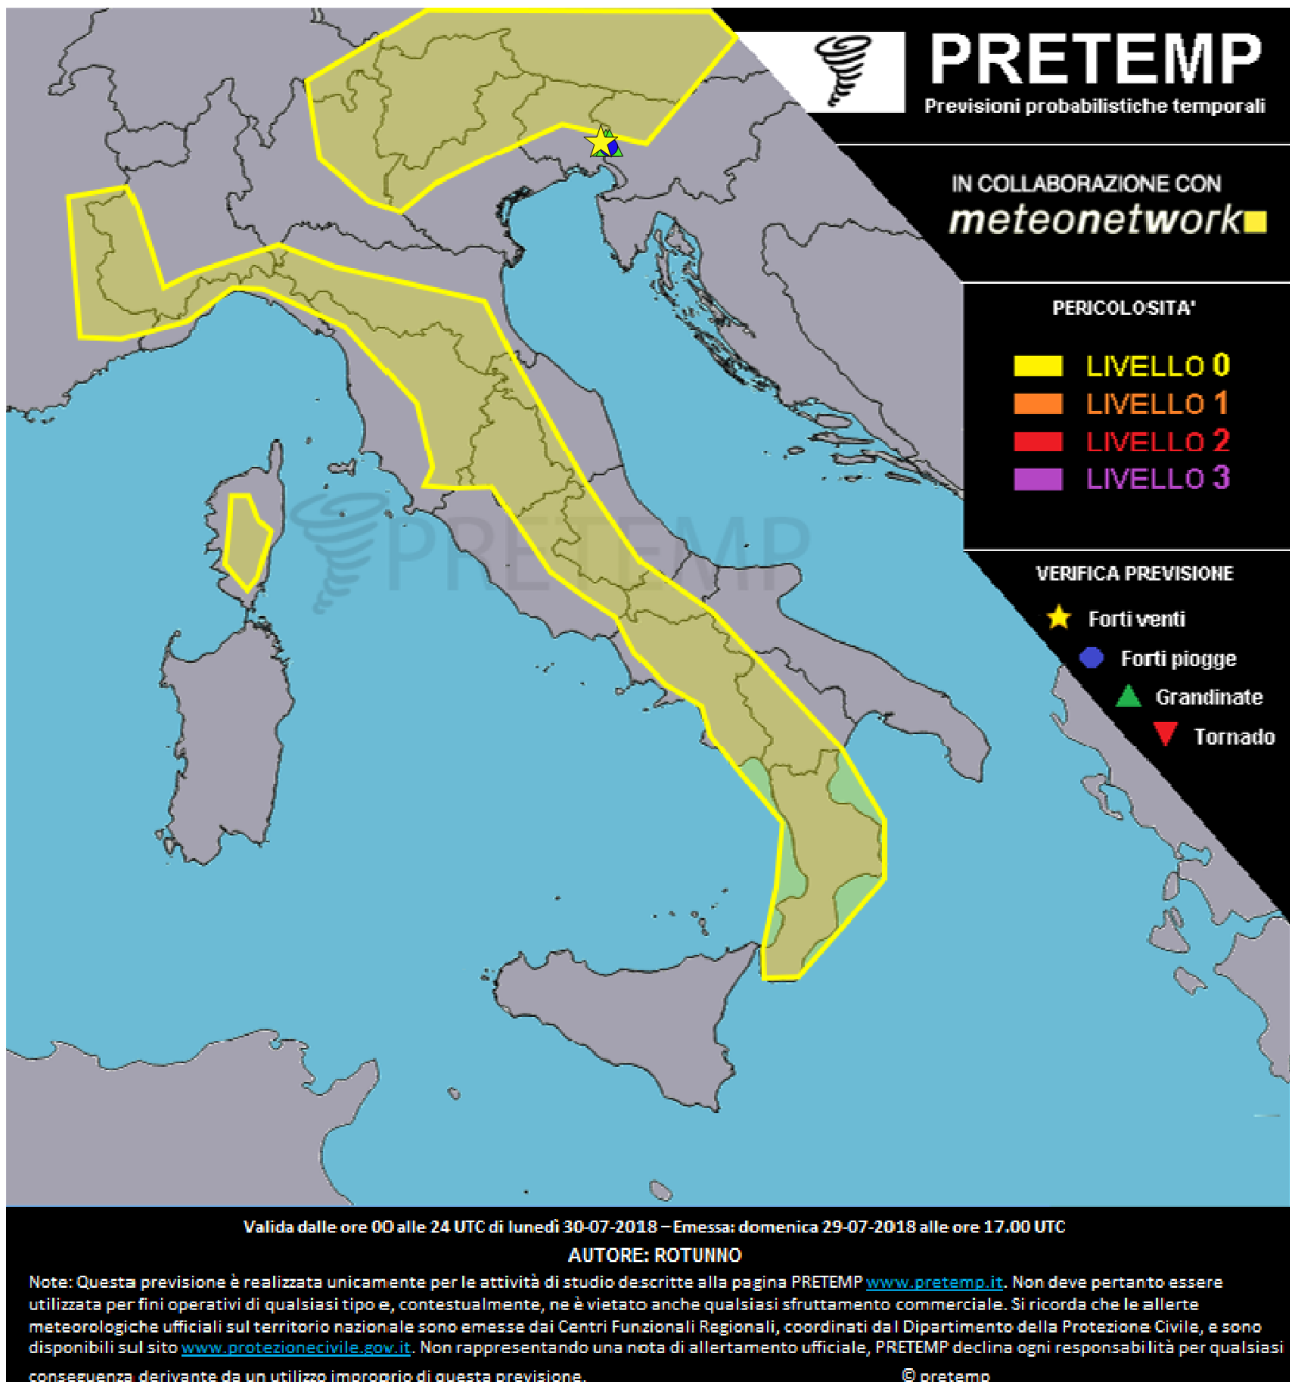 PRETEMP
Previsioni probabilistiche temporali
IN COLLABORAZIONE CON
meteonetwork
PERICOLOSITA'
LIVELLO 0
LIVELLO 1
LIVELLO 2
LIVELLO 3
PRETEMP
VERIFICA PREVISIONE
Forti venti
Forti piogge
Grandinate
Tornado
Valida dalle ore 00 alle 24 UTC di lunedì 30-07-2018 – Emessa: domenica 29-07-2018 alle ore 17.00 UTC
AUTORE: ROTUNNO
Note: Questa previsione è realizzata unicamente per le attività di studio descritte alla pagina PRETEMP www.pretemp.it. Non deve pertanto essere
utilizzata per fini operativi di qualsiasi tipo e, contestualmente, ne è vietato anche qualsiasi sfruttamento commerciale. Si ricorda che le allerte
meteorologiche ufficiali sul territorio nazionale sono emesse dai Centri Funzionali Regionali, coordinati dal Dipartimento della Protezione Civile, e sono
disponibili sul sito www.protezionecivile.gov.it. Non rappresentando una nota di allertamento ufficiale, PRETEMP declina ogni responsabilità per qualsiasi
conseguenza derivante da un utilizzo improprio di questa previsione. © pretemp